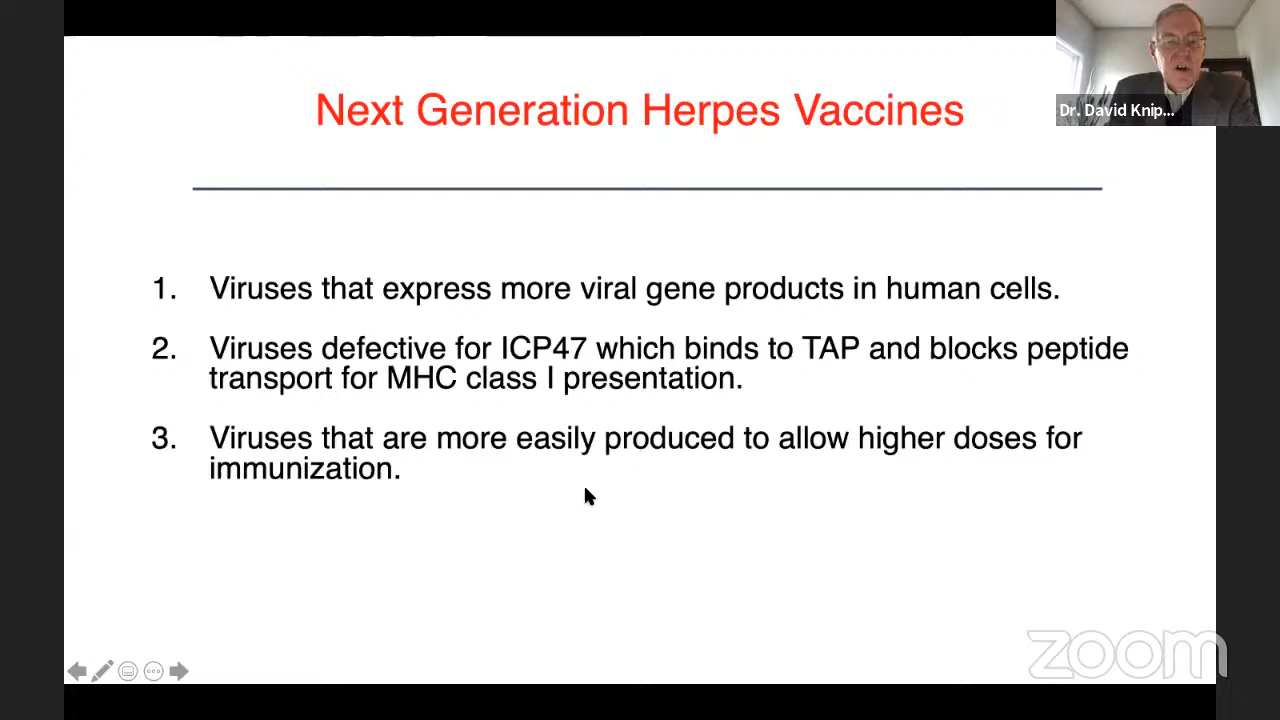 Next Generation Herpes Vaccines
Dr. David Knip...
1. Viruses that express more viral gene products in human cells.
2. Viruses defective for ICP47 which binds to TAP and blocks peptide
transport for MHC class I presentation.
3. Viruses that are more easily produced to allow higher doses for
immunization.
zoom